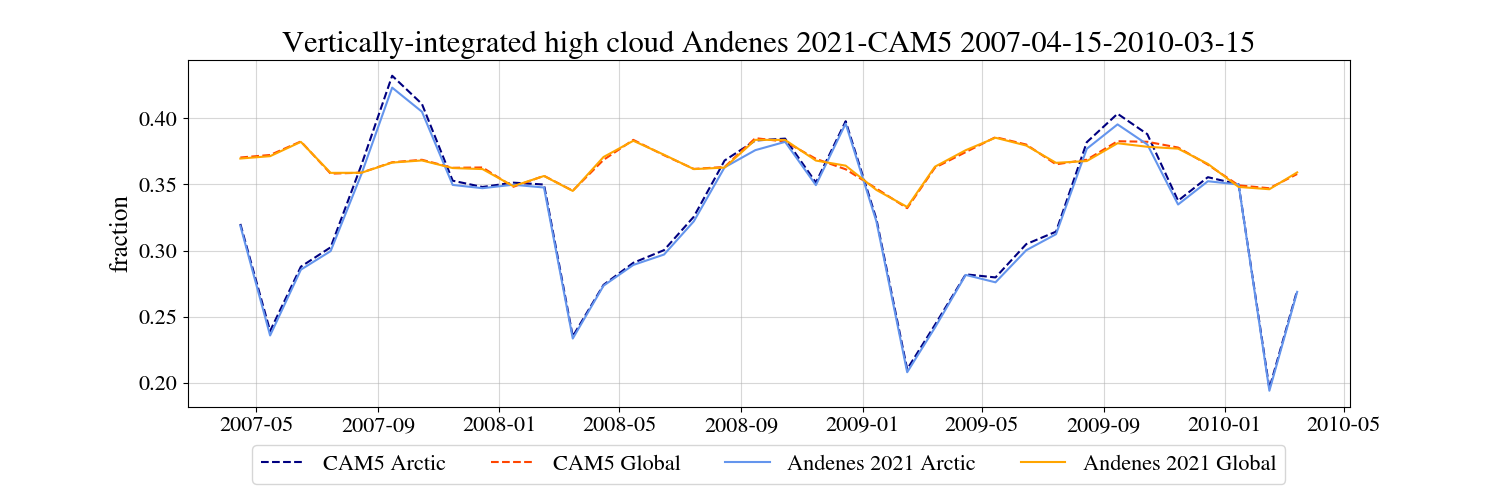 Vertically-integrated high cloud Andenes 2021-CAM5 2007-04-15-2010-03-15
fraction
0.40
0.35
0.30
0.25
0.20
2007-05 2007-09 2008-01 2008-05 2008-09 2009-01 2009-05 2009-09 2010-01 2010-05
CAM5 Arctic CAM5 Global Andenes 2021 Arctic Andenes 2021 Global